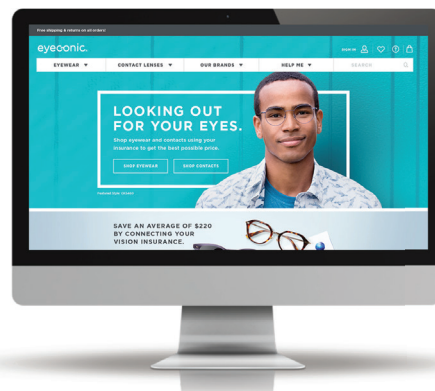 Free shipping & returns on all orders!
eyeconic.
SIGN IN
EYEWEAR ▼ CONTACT LENSES ▼ OUR BRANDS ▼ HELP ME ▼ SEARCH
LOOKING OUT
FOR YOUR EYES.
Shop eyewear and contacts using your
insurance to get the best possible price.
SHOP EYEWEAR SHOP CONTACTS
SAVE AN AVERAGE OF $220
BY CONNECTING YOUR
VISION INSURANCE.